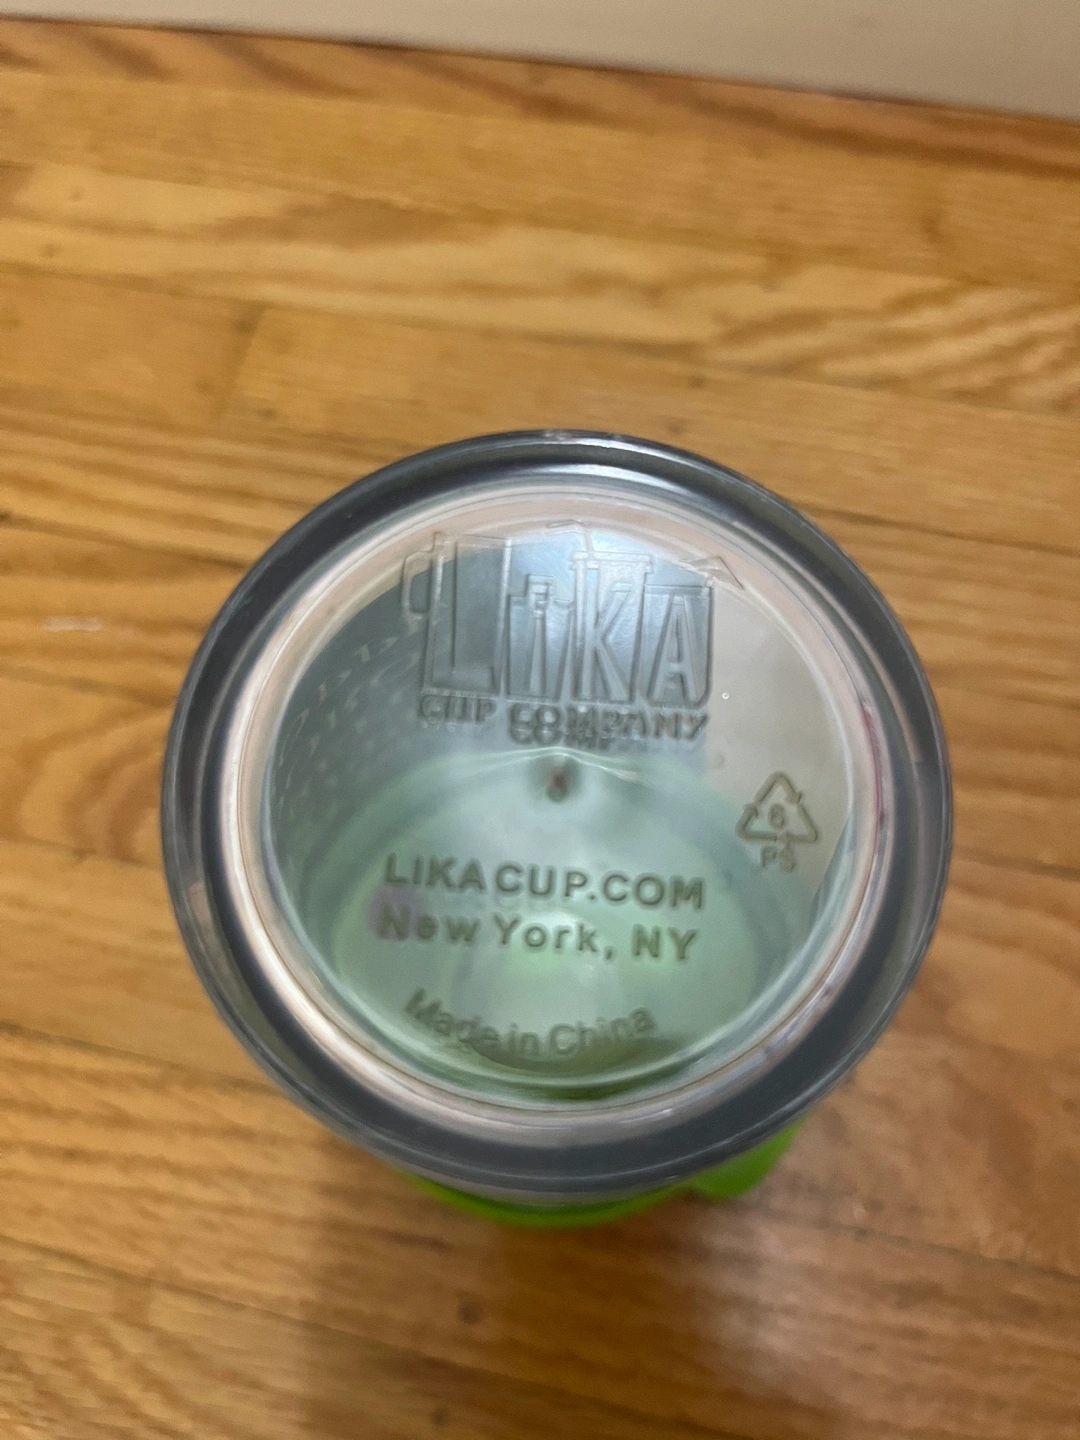 LiKA
CUP COMPANY
6
PS
LIKACUP.COM
New York, NY
Made in China